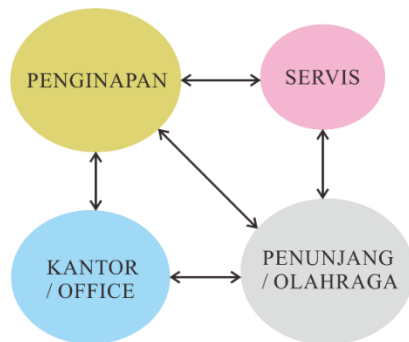 PENGINAPAN
SERVIS
KANTOR
/ OFFICE
PENUNJANG
/ OLAHRAGA